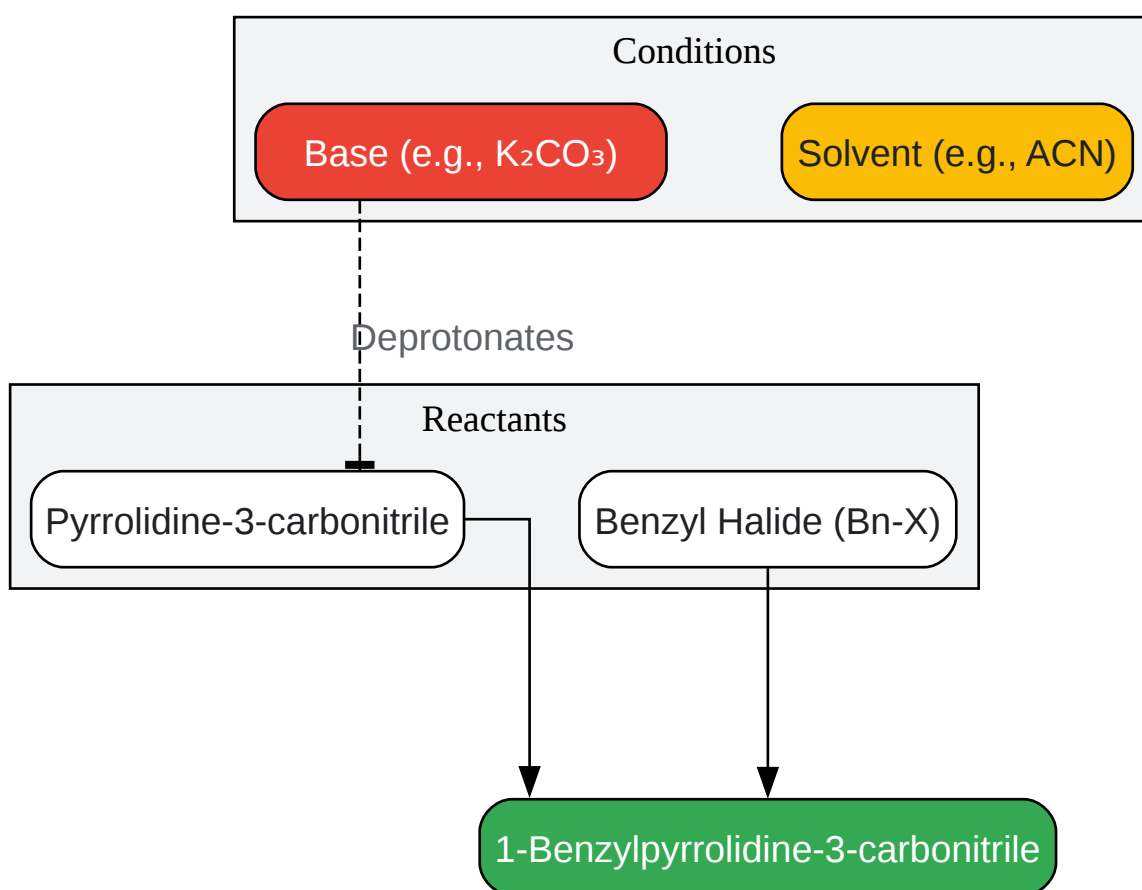 Conditions
Base (e.g., K₂CO₃)
Solvent (e.g., ACN)
Deprotonates
Reactants
Pyrrolidine-3-carbonitrile
Benzyl Halide (Bn-X)
1-Benzylpyrrolidine-3-carbonitrile